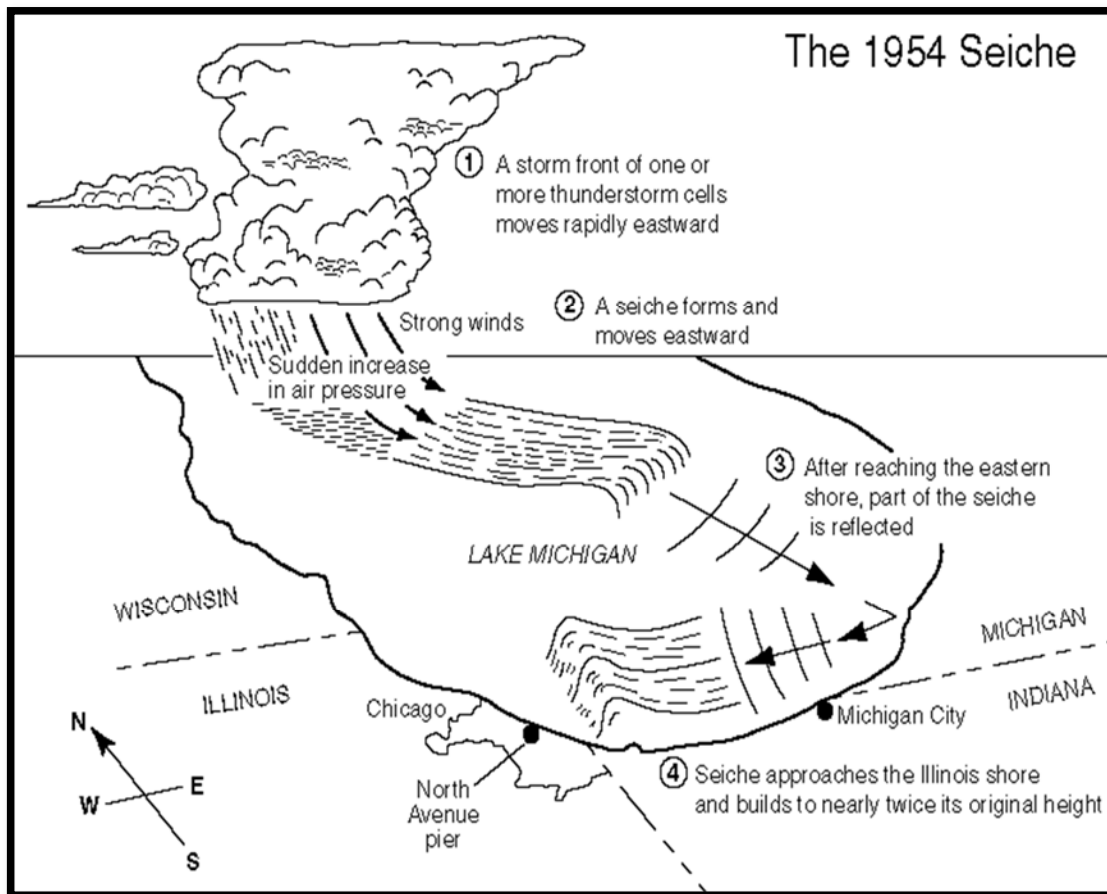 The 1954 Seiche
1 A storm front of one or
more thunderstorm cells
moves rapidly eastward
2 A seiche forms and
moves eastward
Strong winds
Sudden increase
in air pressure
3 After reaching the eastern
shore, part of the seiche
is reflected
LAKE MICHIGAN
WISCONSIN
ILLINOIS
MICHIGAN
INDIANA
Chicago
Michigan City
North
Avenue
pier
4 Seiche approaches the Illinois shore
and builds to nearly twice its original height
N
W E
S